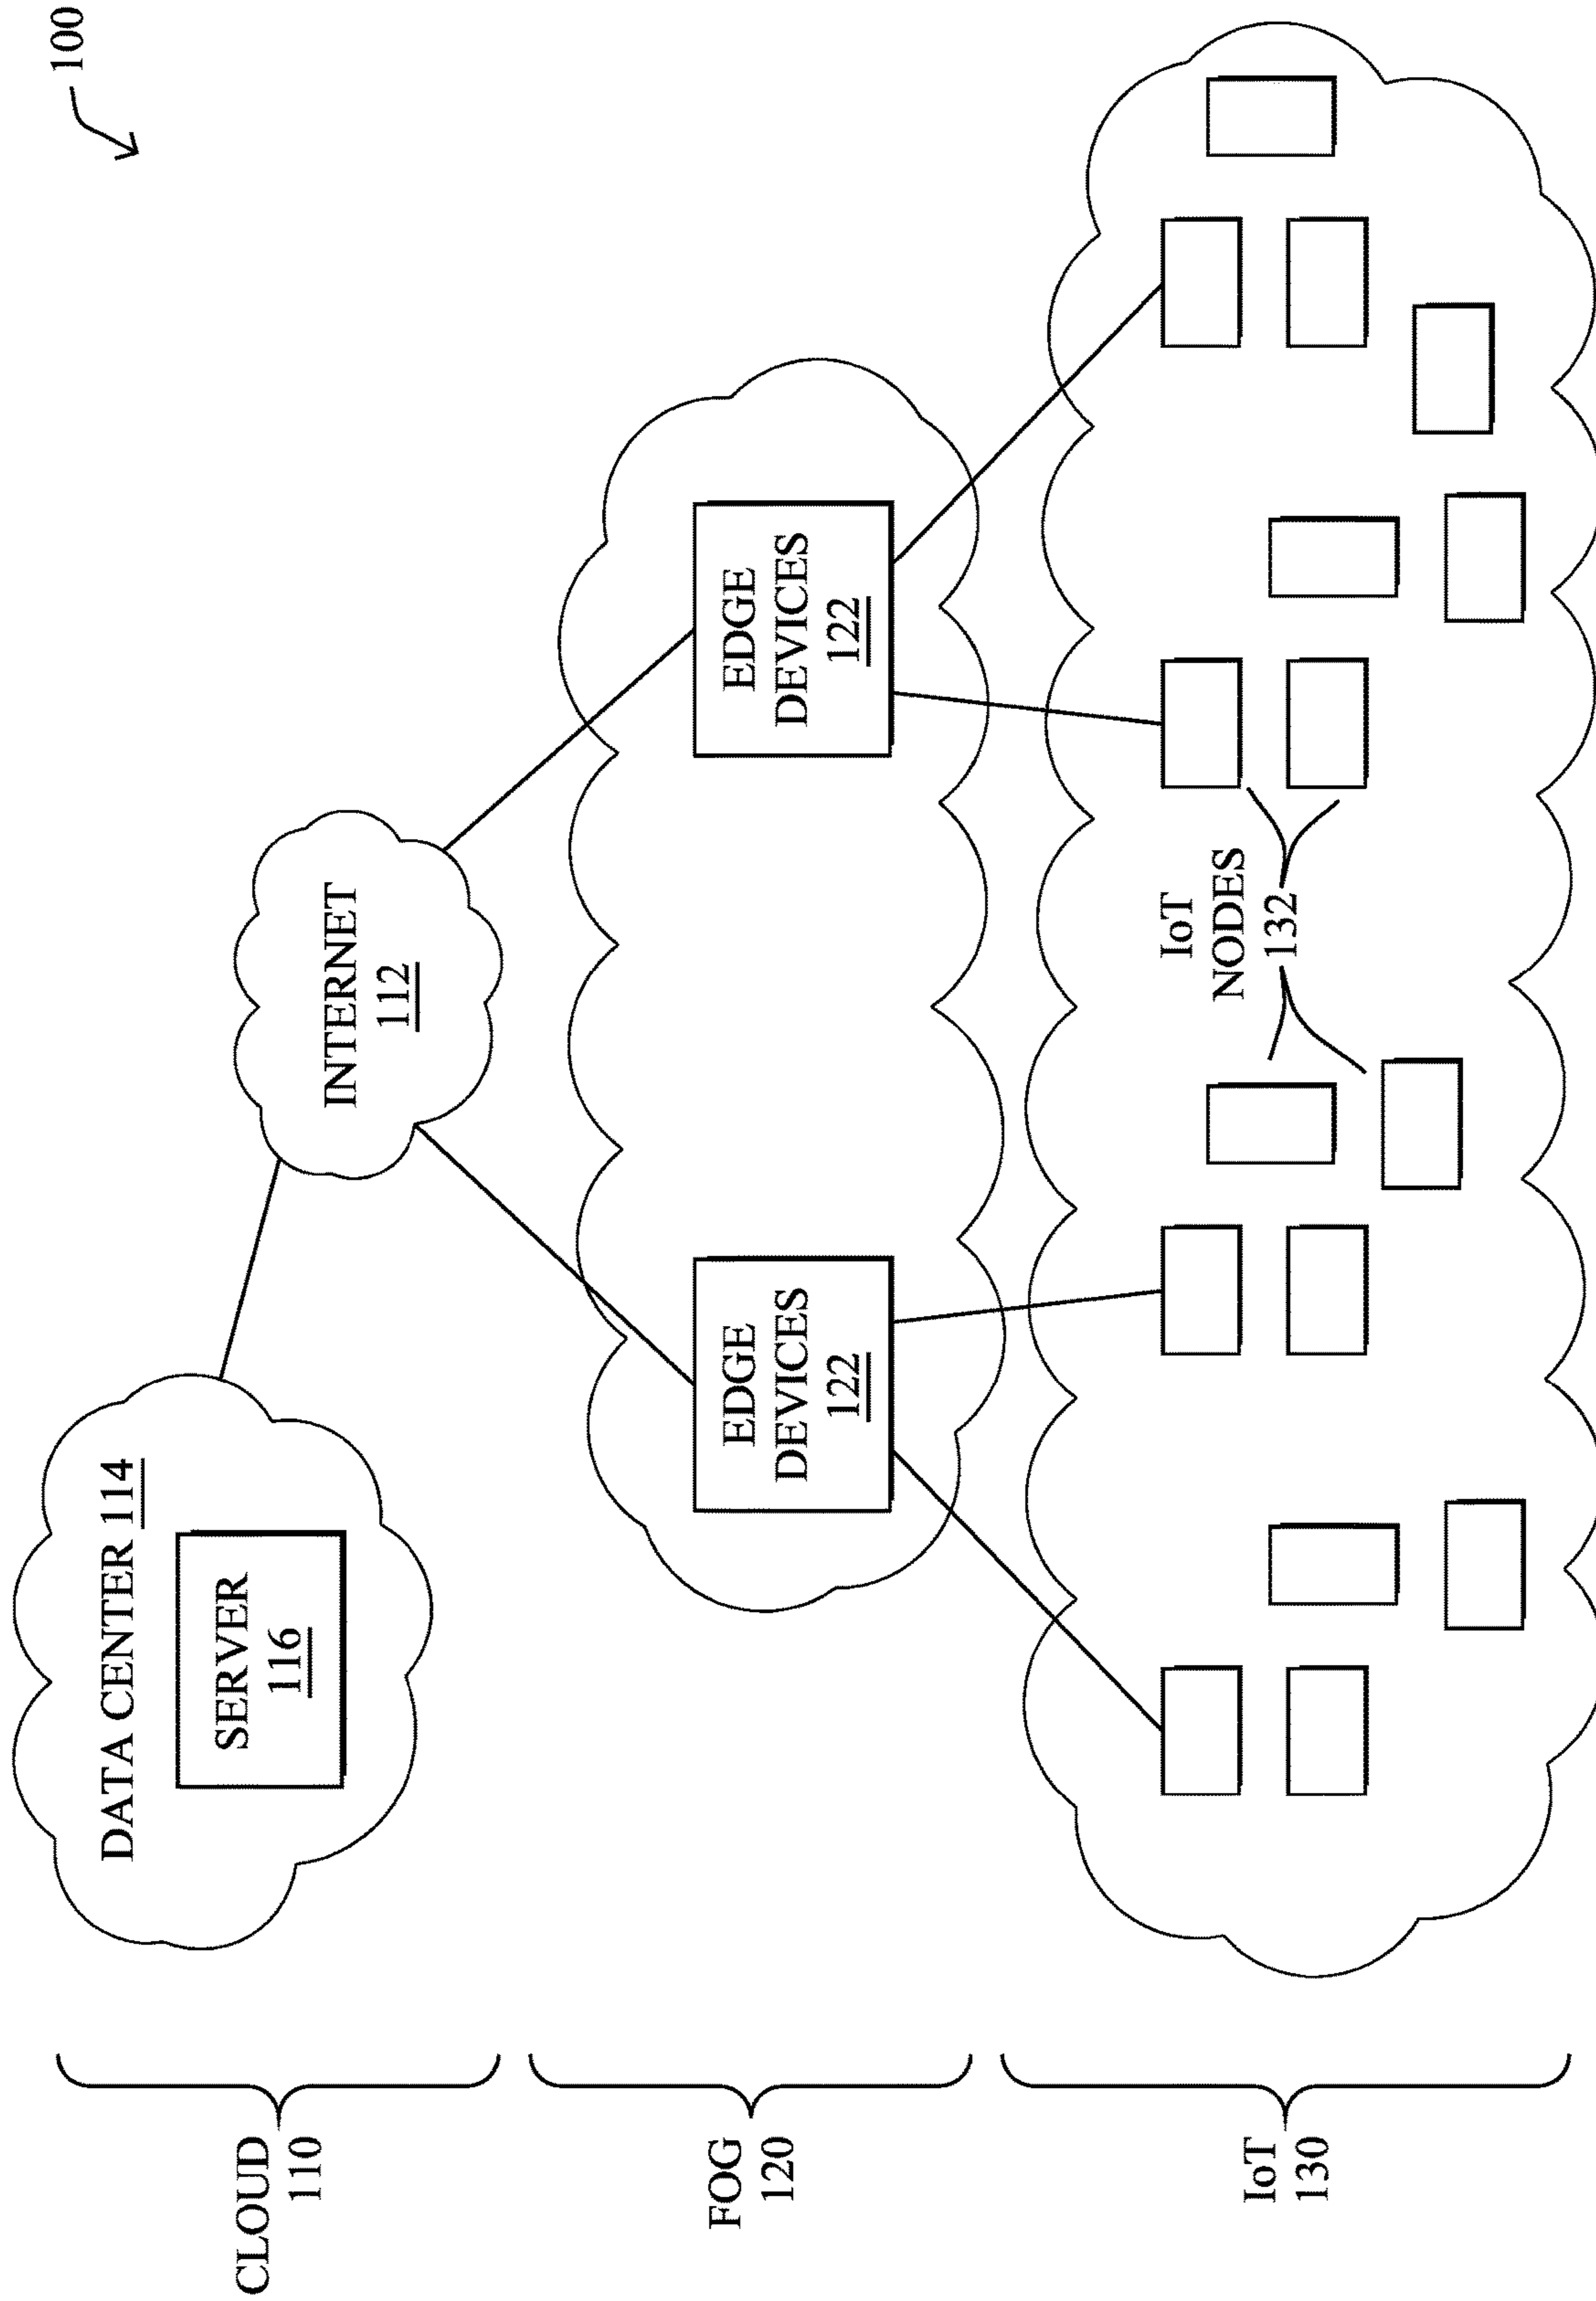 100
CLOUD
110
DATA CENTER 114
SERVER
116
INTERNET
112
FOG
120
EDGE
DEVICES
122
EDGE
DEVICES
122
IoT
130
IoT
NODES
132